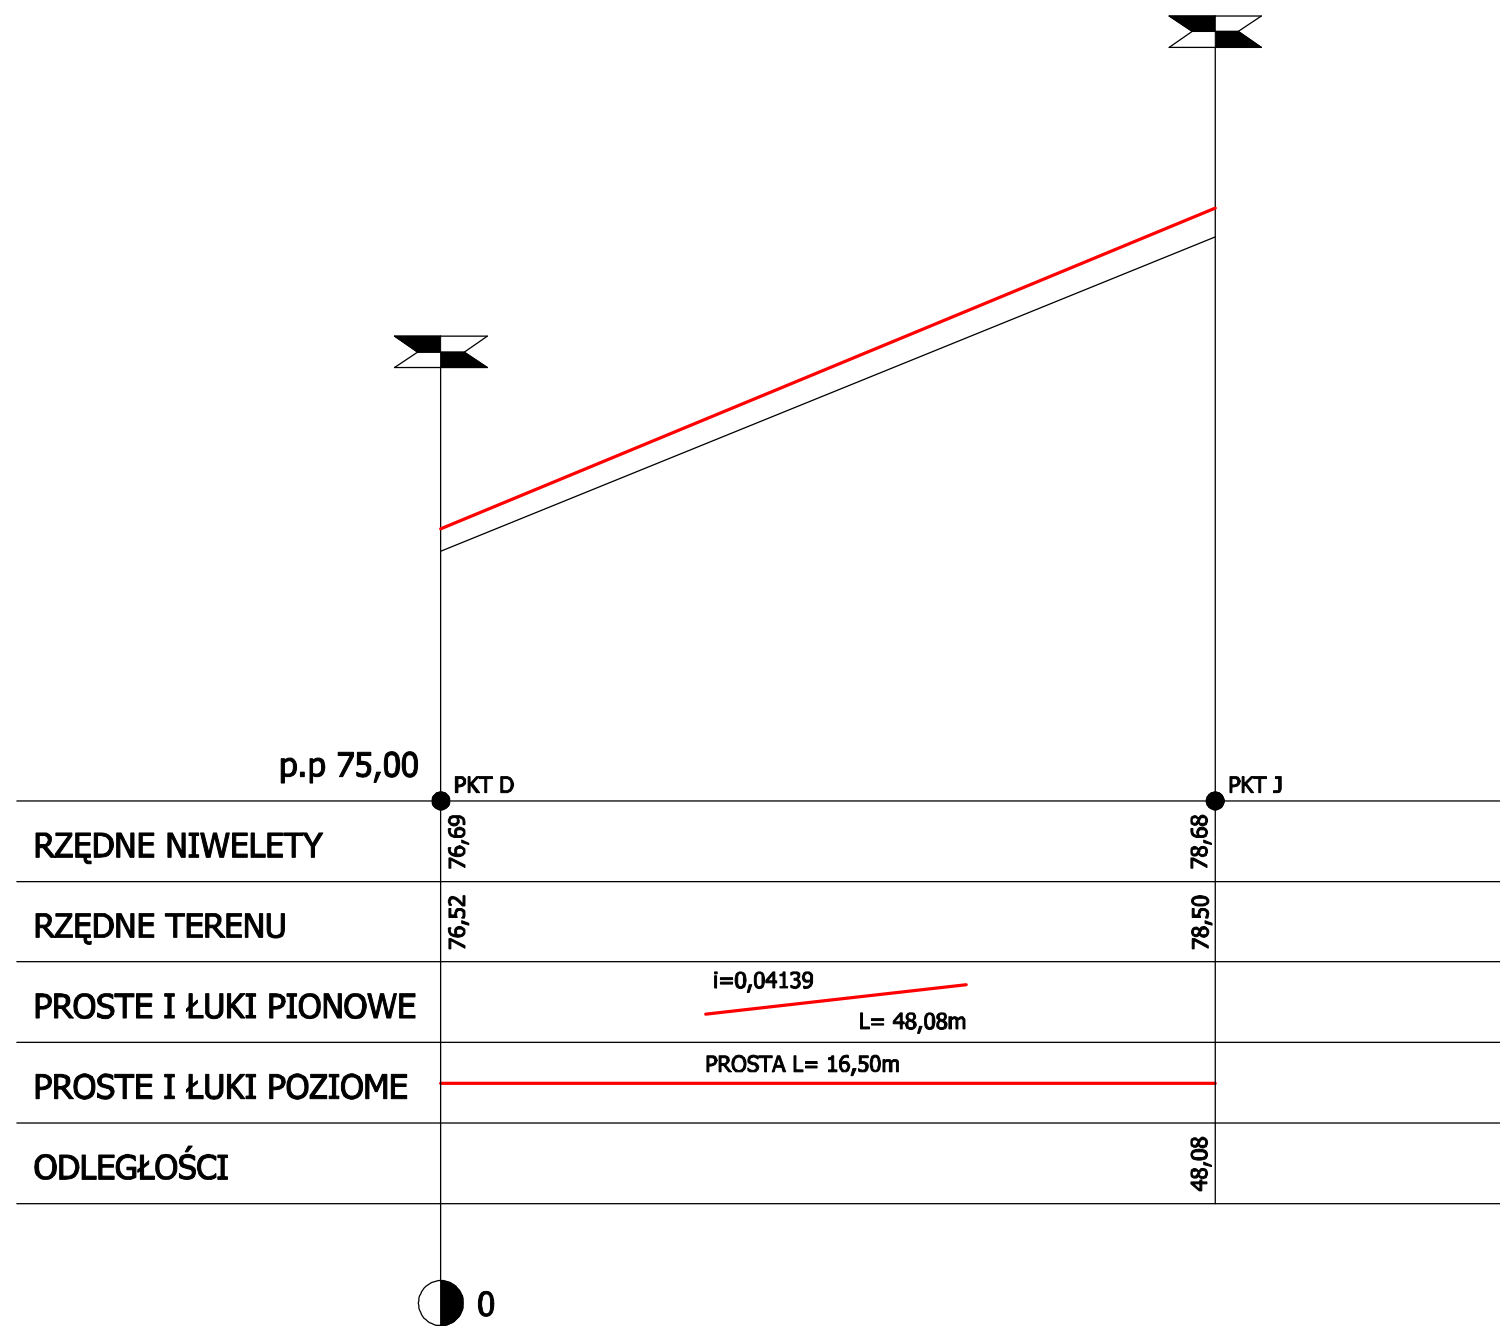 p.p 75,00
PKT D
PKT J
RZĘDNE NIWELETY
76,69
78,68
RZĘDNE TERENU
76,52
78,50
PROSTE I ŁUKI PIONOWE
i=0,04139
L= 48,08m
PROSTE I ŁUKI POZIOME
PROSTA L= 16,50m
ODLEGŁOŚCI
48,08
0